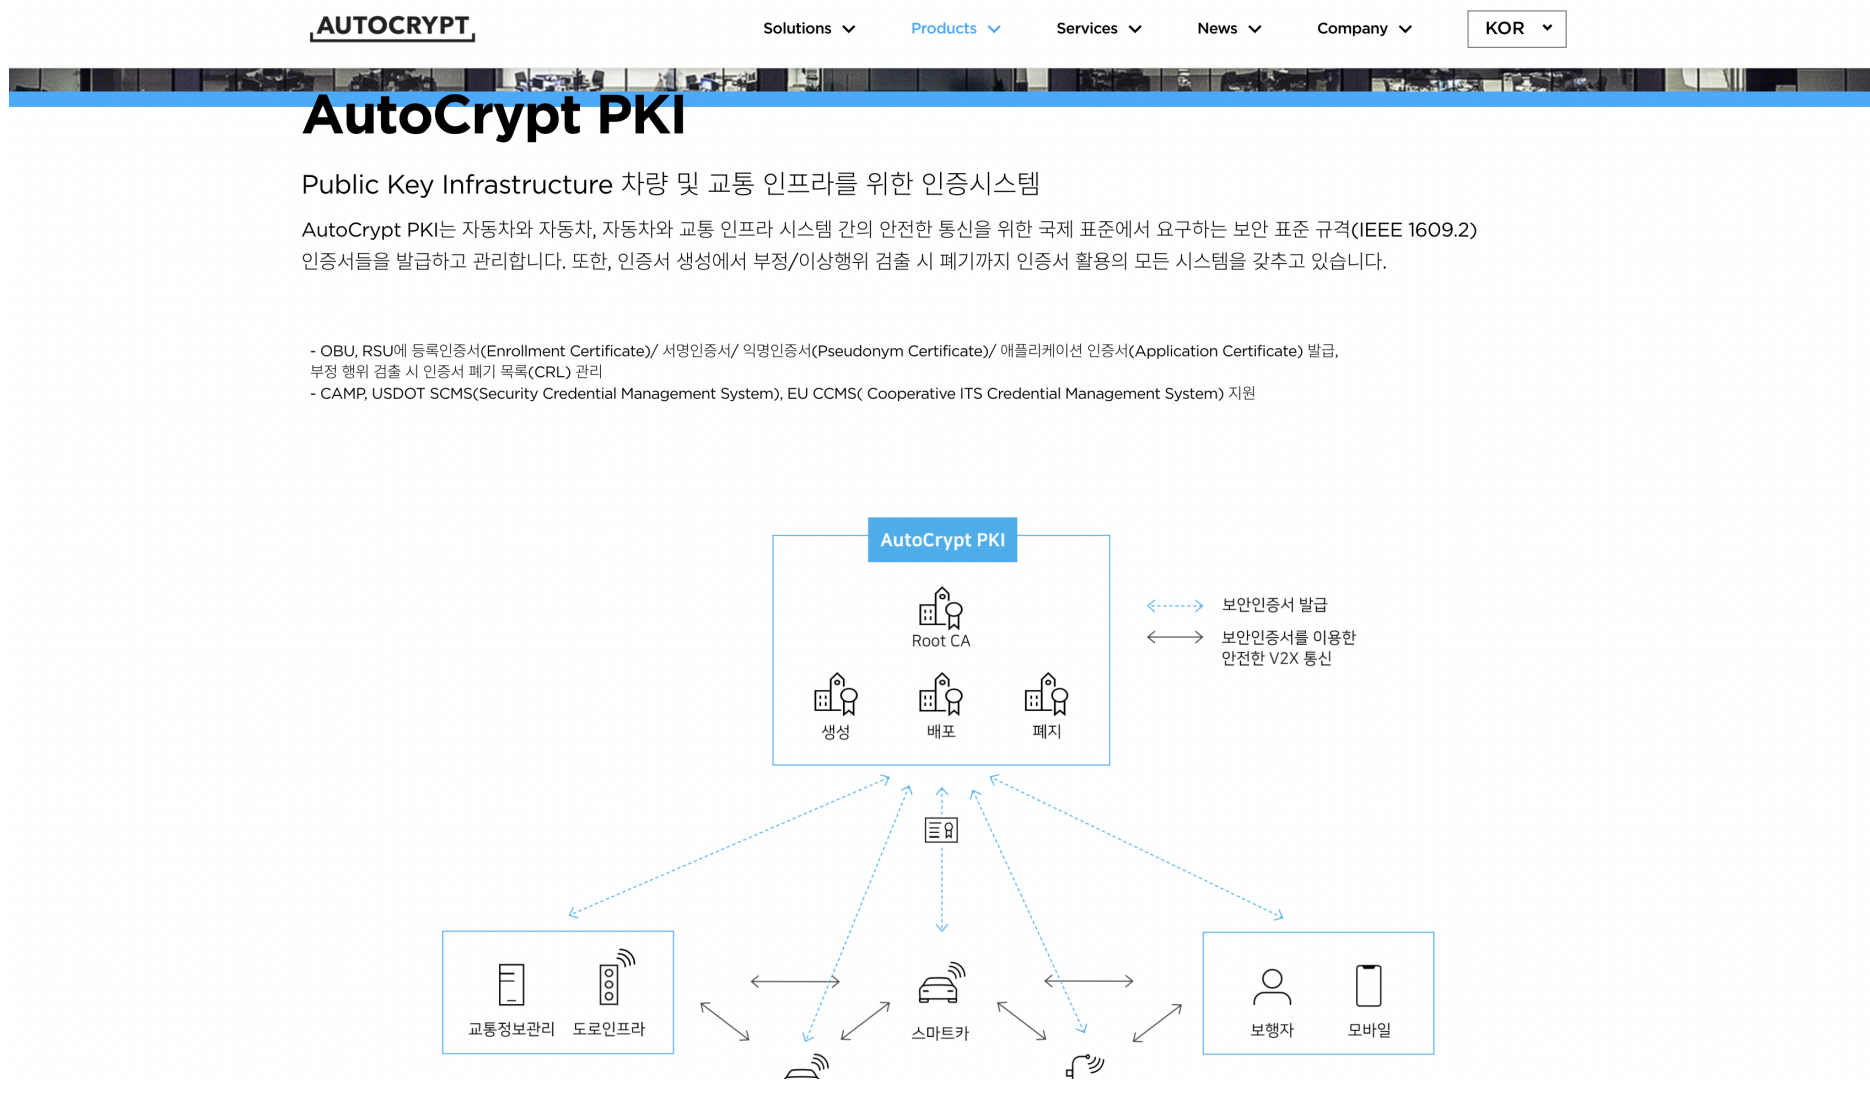 AUTOCRYPT
Solutions
Products
Services
News
Company
KOR
AutoCrypt PKI
Public Key Infrastructure 차량 및 교통 인프라를 위한 인증시스템
AutoCrypt PKI는 자동차와 자동차, 자동차와 교통 인프라 시스템 간의 안전한 통신을 위한 국제 표준에서 요구하는 보안 표준 규격(IEEE 1609.2)
인증서들을 발급하고 관리합니다. 또한, 인증서 생성에서 부정/이상행위 검출 시 폐기까지 인증서 활용의 모든 시스템을 갖추고 있습니다.
- OBU, RSU에 등록인증서(Enrollment Certificate)/ 서명인증서/ 익명인증서(Pseudonym Certificate)/ 애플리케이션 인증서(Application Certificate) 발급,
부정 행위 검출 시 인증서 폐기 목록(CRL) 관리
- CAMP, USDOT SCMS(Security Credential Management System), EU CCMS( Cooperative ITS Credential Management System) 지원
AutoCrypt PKI
Root CA
생성
배포
폐지
보안인증서 발급
보안인증서를 이용한
안전한 V2X 통신
교통정보관리
도로인프라
스마트카
보행자
모바일